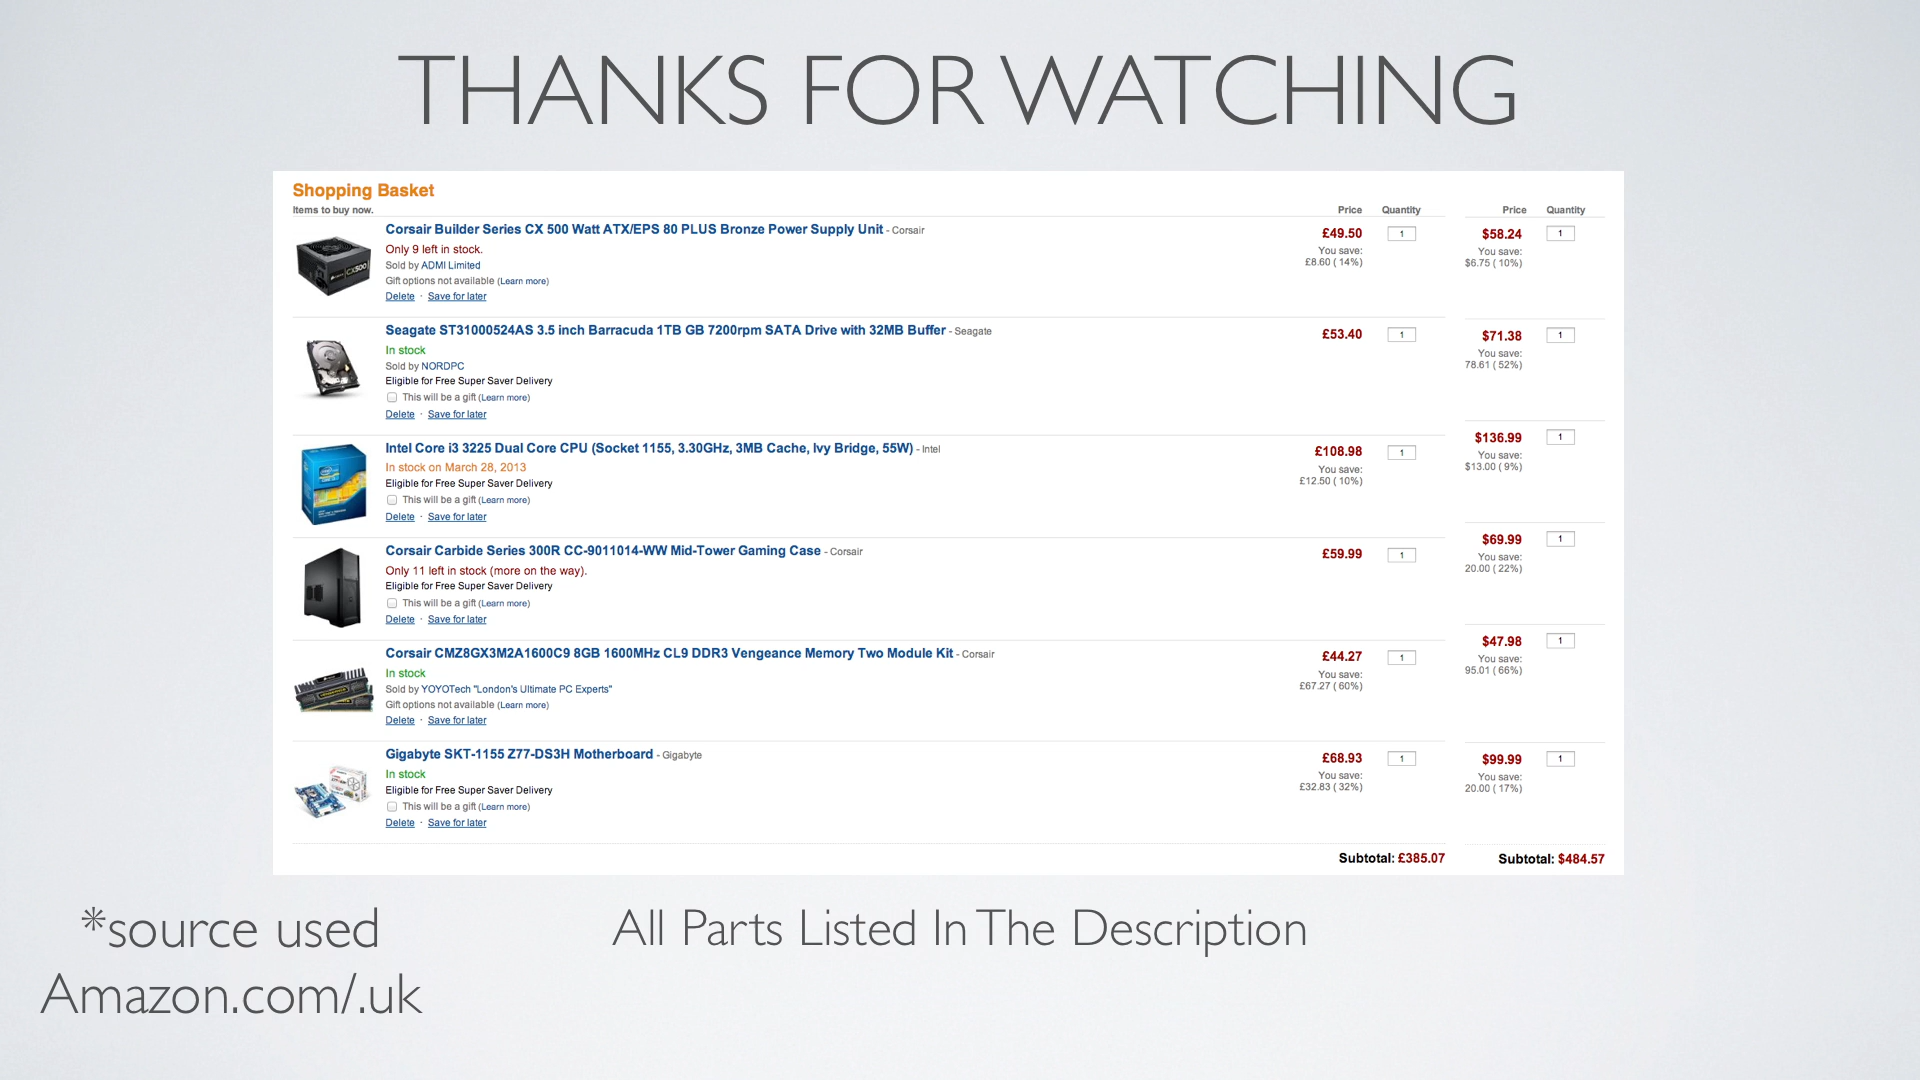 THANKS FOR WATCHING
Shopping Basket
Items to buy now.
Price Quantity Price Quantity
Corsair Builder Series CX 500 Watt ATX/EPS 80 PLUS Bronze Power Supply Unit - Corsair
£49.50 1 $58.24 1
Only 9 left in stock.
You save: You save:
Sold by ADMI Limited
£8.60 ( 14%) $6.75 ( 10%)
Gift options not available (Learn more)
Delete · Save for later
CX500
Seagate ST31000524AS 3.5 inch Barracuda 1TB GB 7200rpm SATA Drive with 32MB Buffer - Seagate
£53.40 1 $71.38 1
In stock
You save:
Sold by NORDPC
78.61 ( 52%)
Eligible for Free Super Saver Delivery
This will be a gift (Learn more)
Delete · Save for later
Intel Core i3 3225 Dual Core CPU (Socket 1155, 3.30GHz, 3MB Cache, Ivy Bridge, 55W) - Intel
£108.98 1 $136.99 1
In stock on March 28, 2013
You save: You save:
£12.50 ( 10%) $13.00 ( 9%)
Eligible for Free Super Saver Delivery
This will be a gift (Learn more)
Delete · Save for later
Corsair Carbide Series 300R CC-9011014-WW Mid-Tower Gaming Case - Corsair
£59.99 1 $69.99 1
Only 11 left in stock (more on the way).
You save:
20.00 ( 22%)
Eligible for Free Super Saver Delivery
This will be a gift (Learn more)
Delete · Save for later
Corsair CMZ8GX3M2A1600C9 8GB 1600MHz CL9 DDR3 Vengeance Memory Two Module Kit - Corsair
£44.27 1 $47.98 1
In stock
You save: You save:
Sold by YOYOTech "London's Ultimate PC Experts"
£67.27 ( 60%) 95.01 ( 66%)
Gift options not available (Learn more)
Delete · Save for later
Gigabyte SKT-1155 Z77-DS3H Motherboard - Gigabyte
£68.93 1 $99.99 1
In stock
You save: You save:
£32.83 ( 32%) 20.00 ( 17%)
Eligible for Free Super Saver Delivery
This will be a gift (Learn more)
Delete · Save for later
Subtotal: £385.07 Subtotal: $484.57
*source used
Amazon.com/.uk
All Parts Listed In The Description